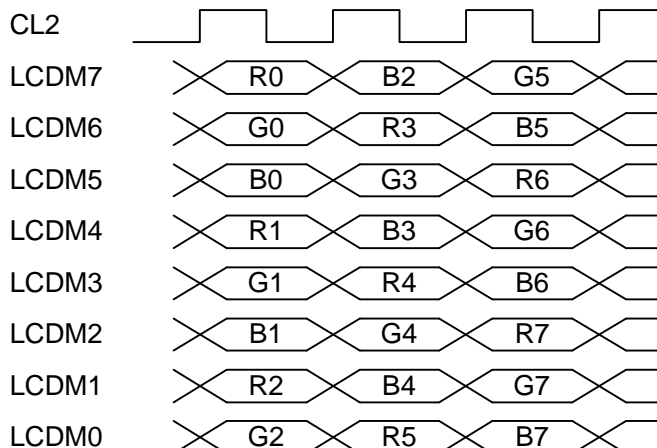 CL2
LCDM7 R0 B2 G5
LCDM6 G0 R3 B5
LCDM5 B0 G3 R6
LCDM4 R1 B3 G6
LCDM3 G1 R4 B6
LCDM2 B1 G4 R7
LCDM1 R2 B4 G7
LCDM0 G2 R5 B7